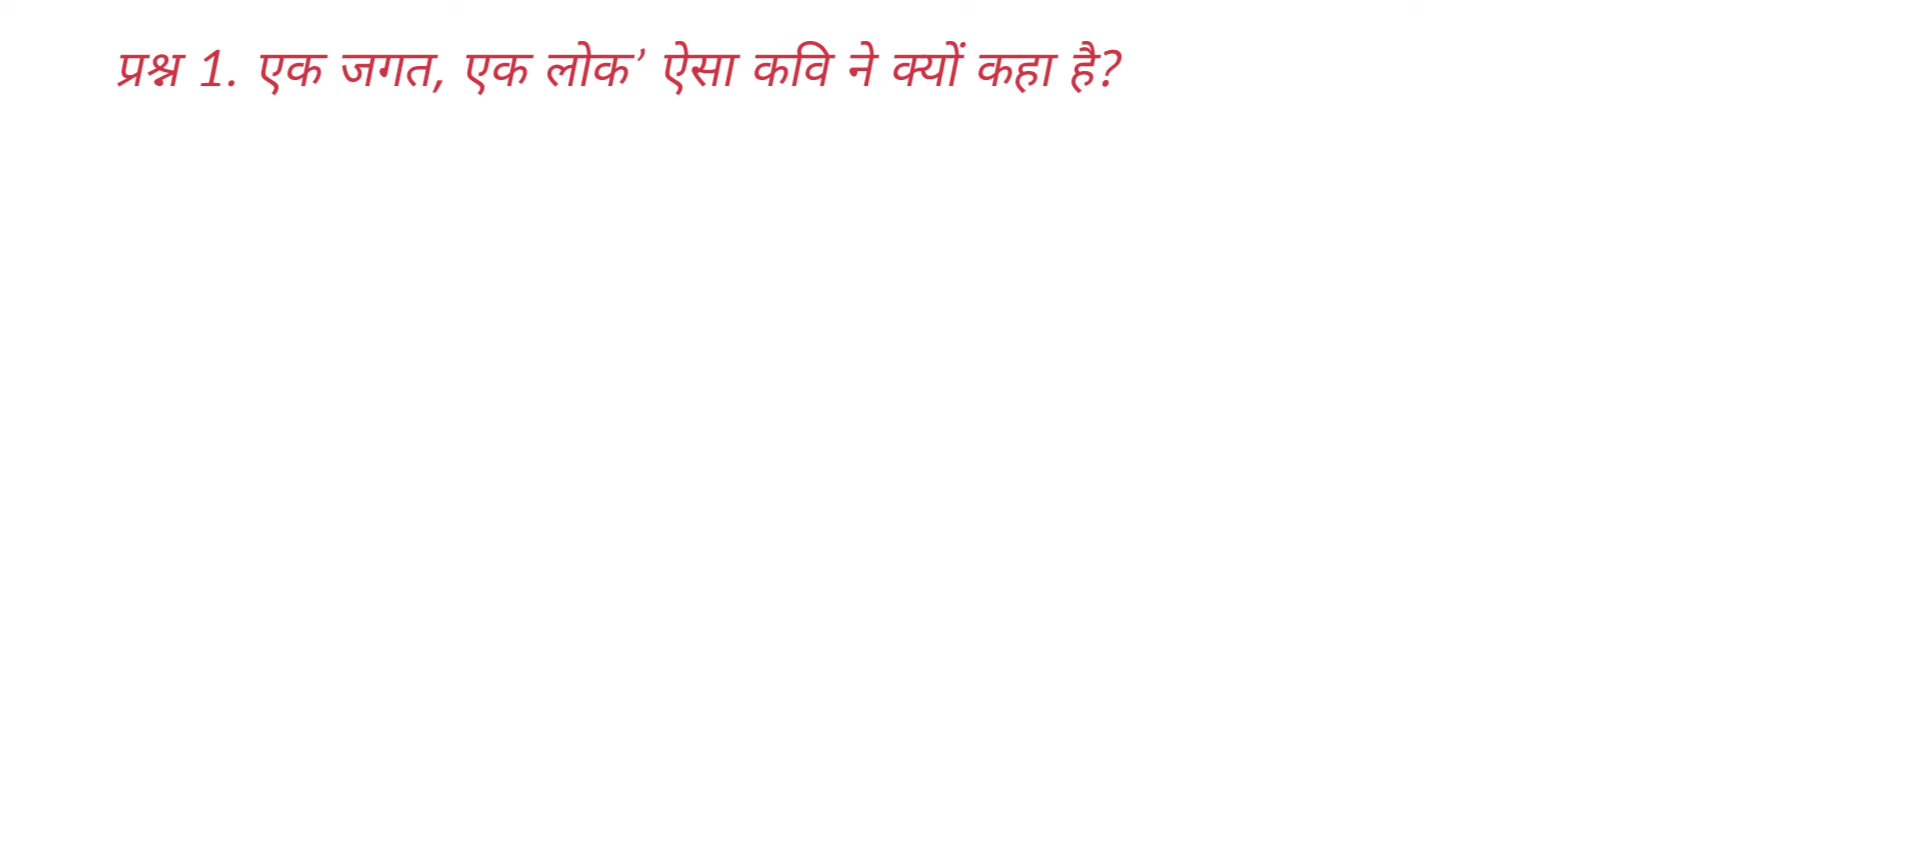 प्रश्न 1. एक जगत, एक लोक’ ऐसा कवि ने क्यों कहा है?